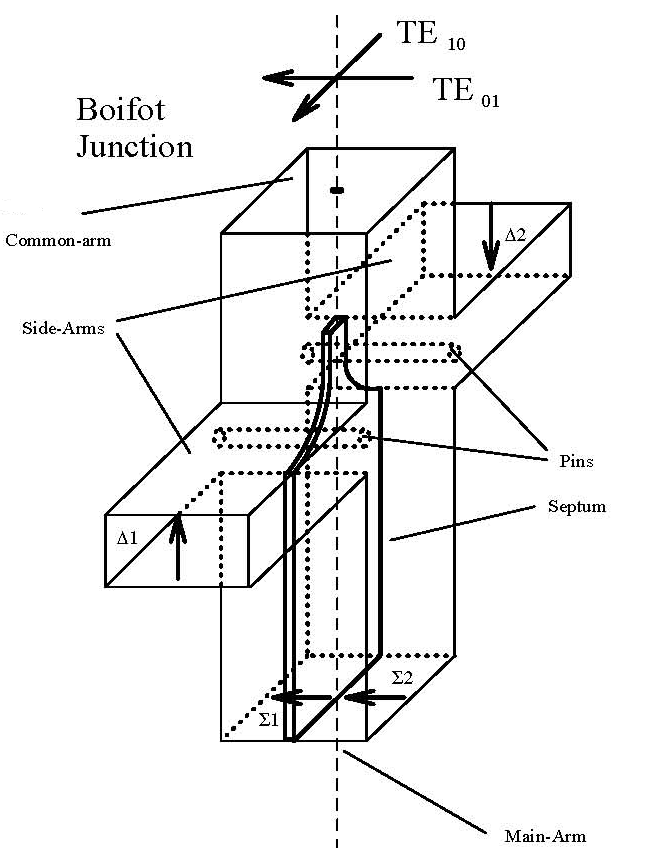 TE 10
TE 01
Boifot
Junction
Common-arm
Δ2
Side-Arms
Pins
Septum
Δ1
Σ2
Σ1
Main-Arm